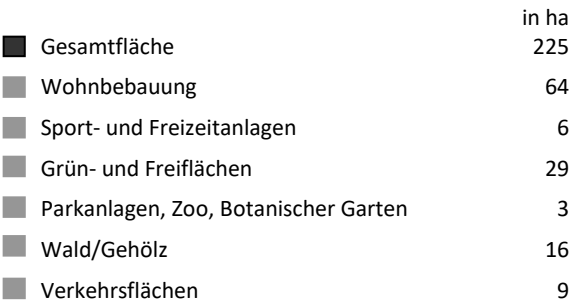 in ha
Gesamtfläche 225
Wohnbebauung 64
Sport- und Freizeitanlagen 6
Grün- und Freiflächen 29
Parkanlagen, Zoo, Botanischer Garten 3
Wald/Gehölz 16
Verkehrsflächen 9